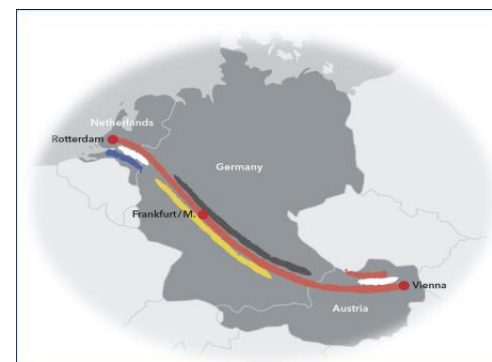 Netherlands
Rotterdam
Germany
Frankfurt/M.
Vienna
Austria